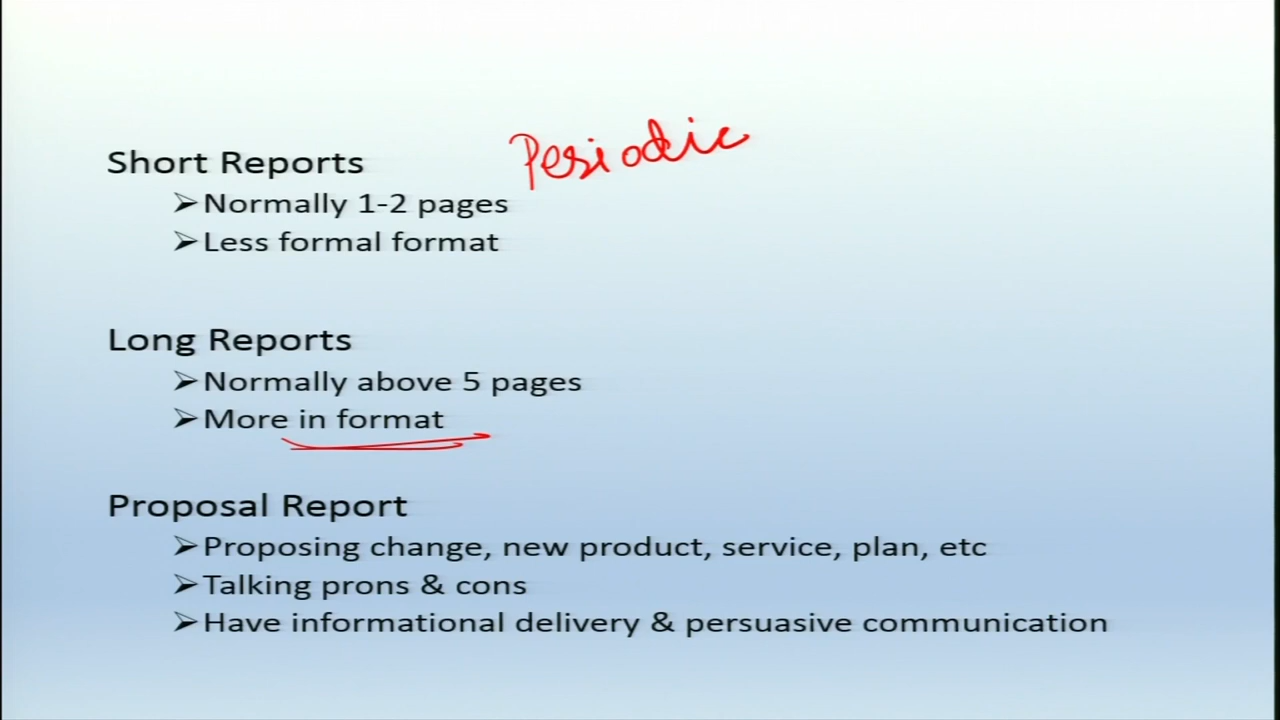 Periodic
Short Reports
➢Normally 1-2 pages
➢Less formal format
Long Reports
➢Normally above 5 pages
➢More in format
Proposal Report
➢Proposing change, new product, service, plan, etc
➢Talking prons & cons
➢Have informational delivery & persuasive communication